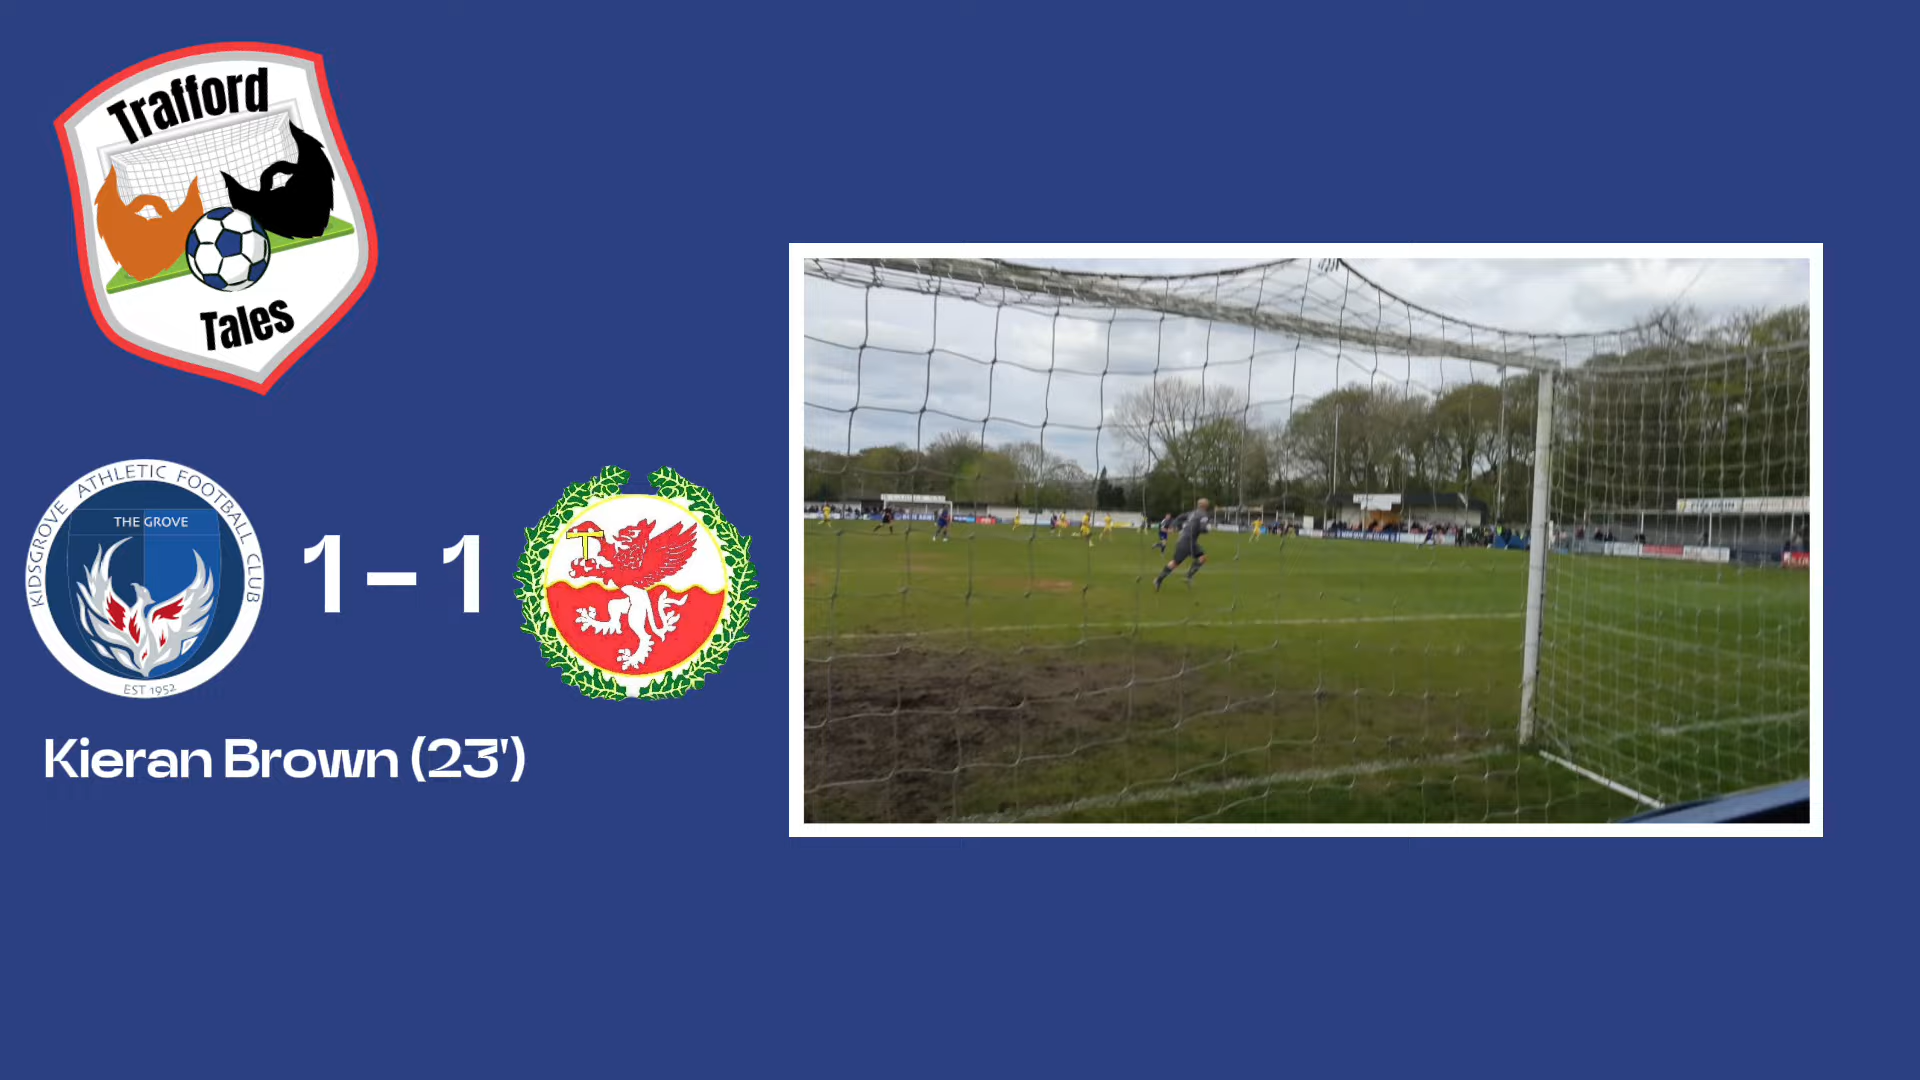 Trafford
Tales
KIDSGROVE ATHLETIC FOOTBALL CLUB
THE GROVE
EST 1952
1 - 1
Kieran Brown (23')